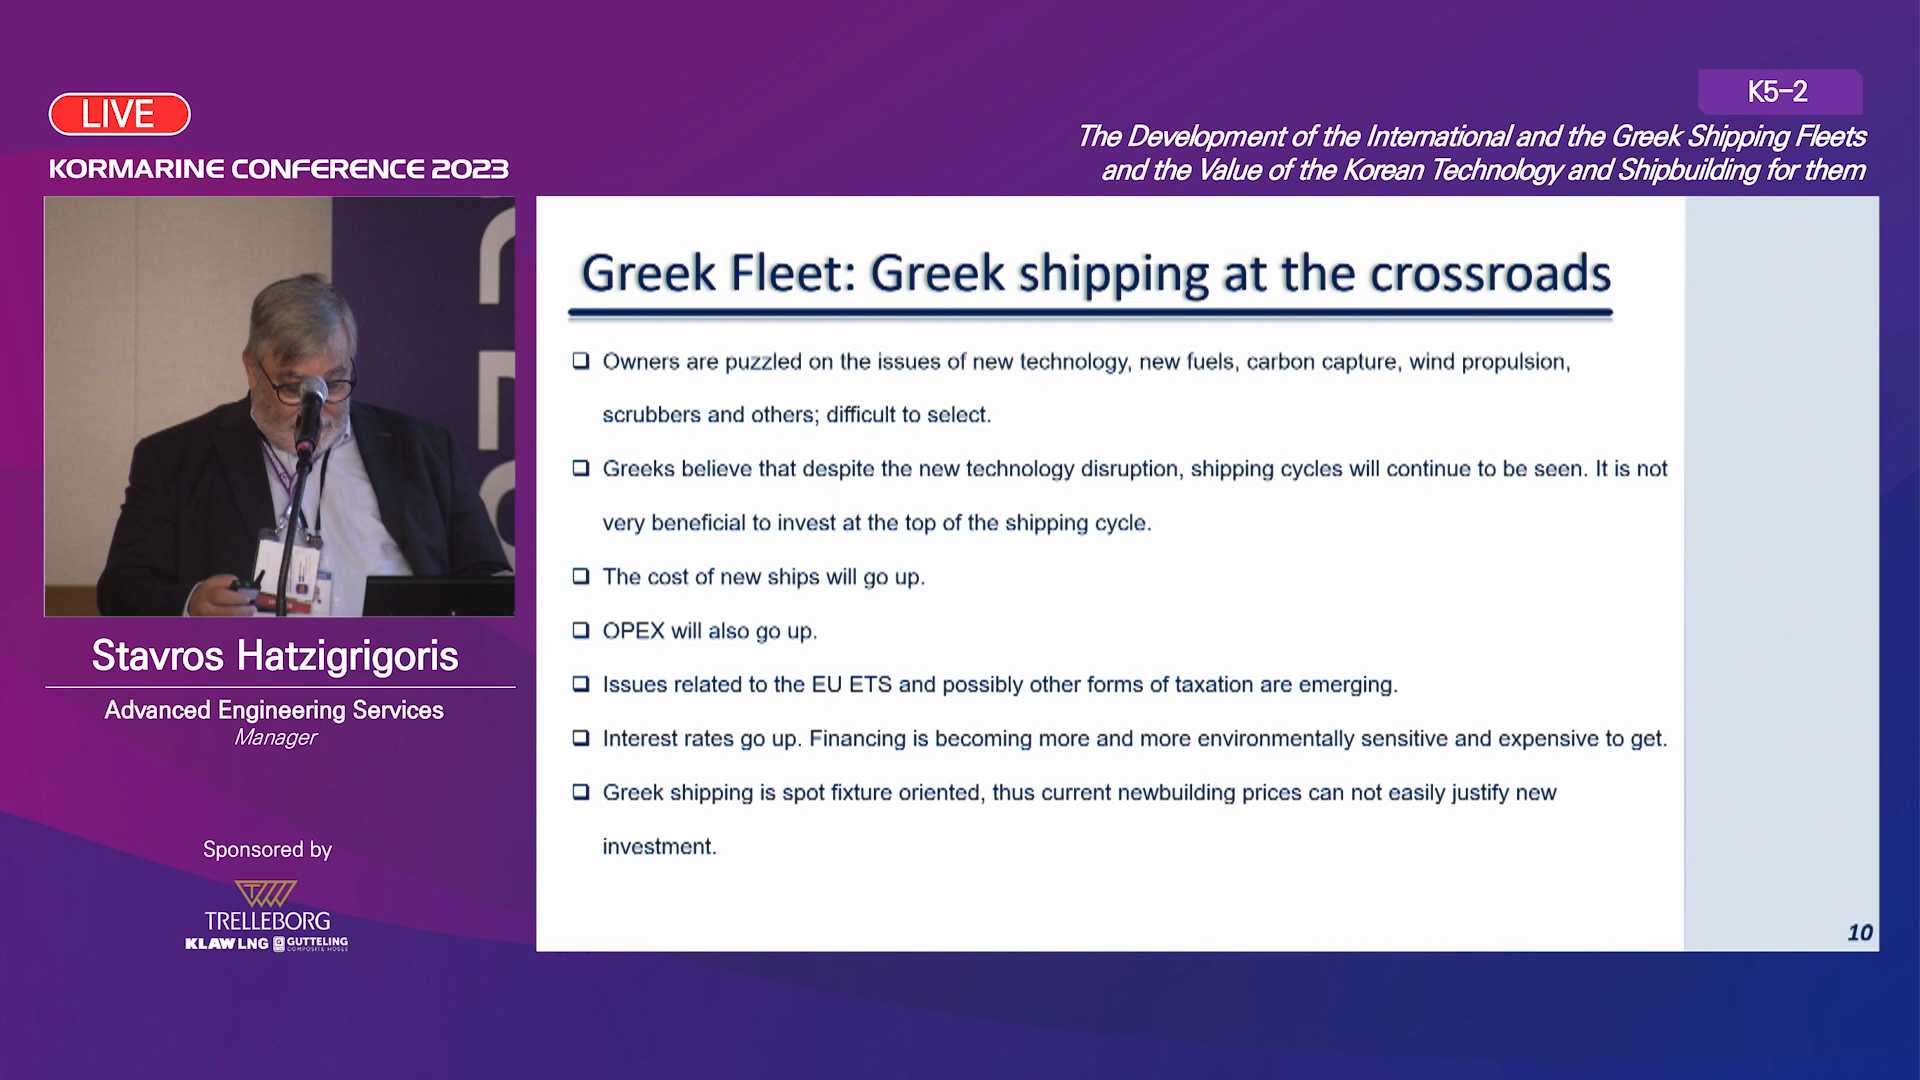 LIVE
KORMARINE CONFERENCE 2023
K5-2
The Development of the International and the Greek Shipping Fleets
and the Value of the Korean Technology and Shipbuilding for them
Greek Fleet: Greek shipping at the crossroads
❑ Owners are puzzled on the issues of new technology, new fuels, carbon capture, wind propulsion,
scrubbers and others; difficult to select.
❑ Greeks believe that despite the new technology disruption, shipping cycles will continue to be seen. It is not
very beneficial to invest at the top of the shipping cycle.
❑ The cost of new ships will go up.
❑ OPEX will also go up.
❑ Issues related to the EU ETS and possibly other forms of taxation are emerging.
❑ Interest rates go up. Financing is becoming more and more environmentally sensitive and expensive to get.
❑ Greek shipping is spot fixture oriented, thus current newbuilding prices can not easily justify new
investment.
10
Stavros Hatzigrigoris
Advanced Engineering Services
Manager
Sponsored by
TRELLEBORG
KLAW LNG GUTTELING
COMPOSITE HOSES